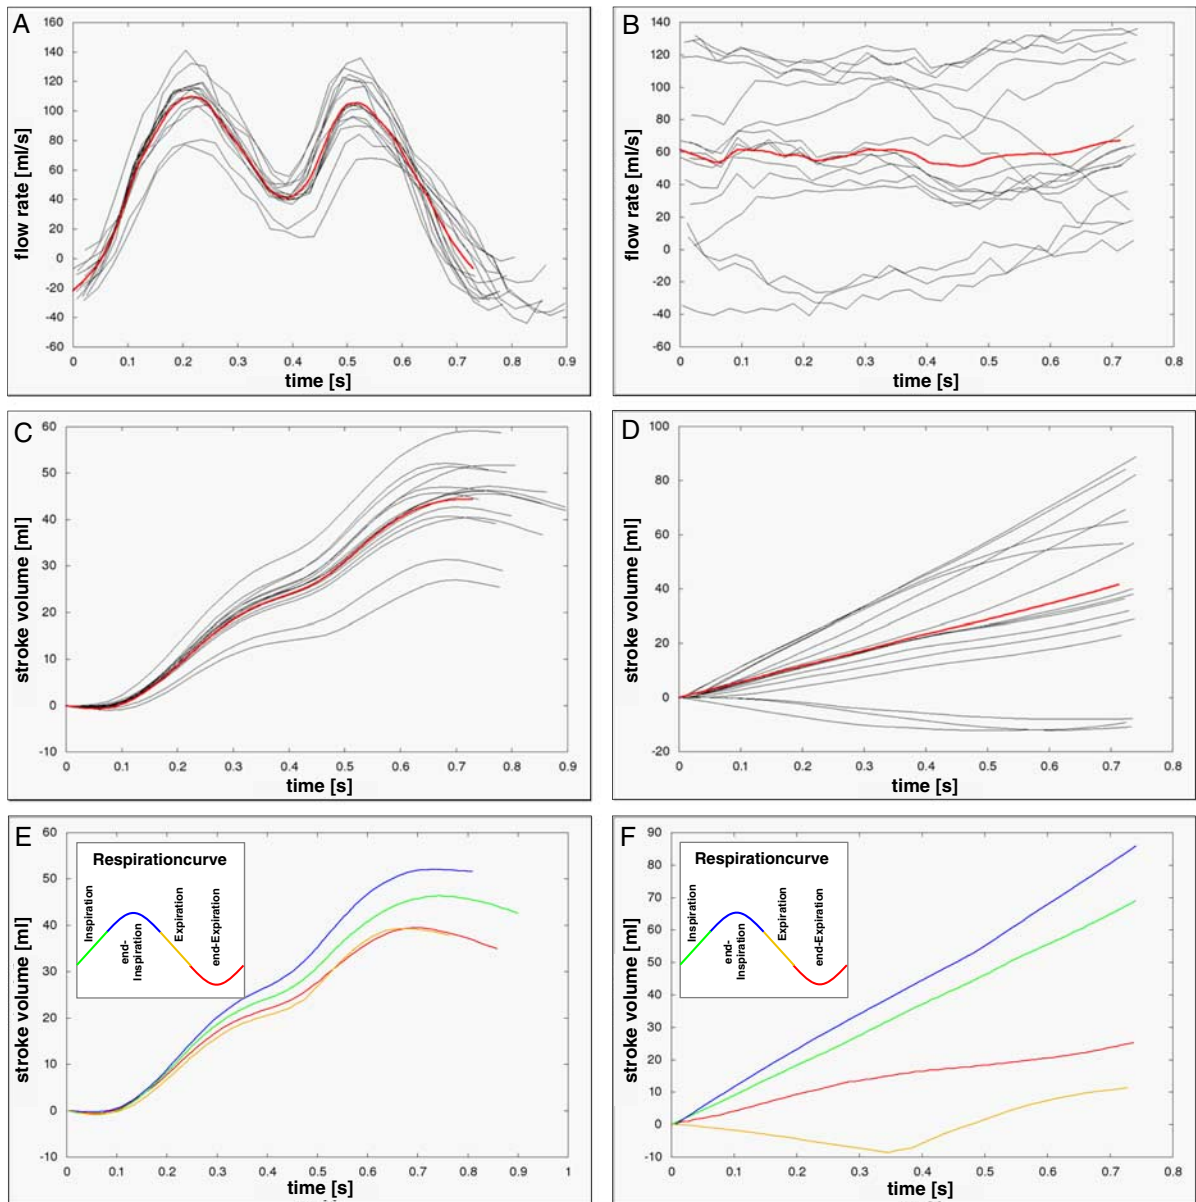 A
flow rate [ml/s]
160
140
120
100
80
60
40
20
0
-20
-40
-60
0 0.1 0.2 0.3 0.4 0.5 0.6 0.7 0.8 0.9
time [s]
B
flow rate [ml/s]
140
120
100
80
60
40
20
0
-20
-40
-60
0 0.1 0.2 0.3 0.4 0.5 0.6 0.7 0.8
time [s]
C
stroke volume [ml]
60
50
40
30
20
10
0
-10
0 0.1 0.2 0.3 0.4 0.5 0.6 0.7 0.8 0.9
time [s]
D
stroke volume [ml]
100
80
60
40
20
0
-20
0 0.1 0.2 0.3 0.4 0.5 0.6 0.7 0.8
time [s]
E
stroke volume [ml]
60
50
40
30
20
10
0
-10
Respirationcurve
Inspiration
end-
Inspiration
Expiration
end-Expiration
0 0.1 0.2 0.3 0.4 0.5 0.6 0.7 0.8 0.9 1
time [s]
F
stroke volume [ml]
90
80
70
60
50
40
30
20
10
0
-10
Respirationcurve
Inspiration
end-
Inspiration
Expiration
end-Expiration
0 0.1 0.2 0.3 0.4 0.5 0.6 0.7 0.8
time [s]